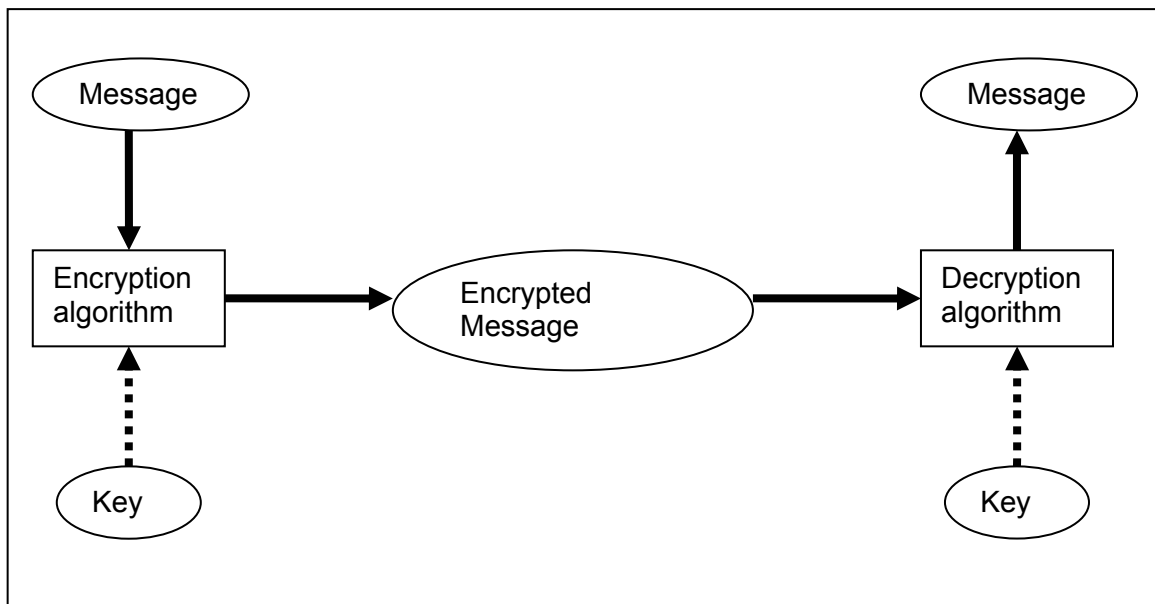 Message
Message
Encryption
algorithm
Encrypted
Message
Decryption
algorithm
Key
Key